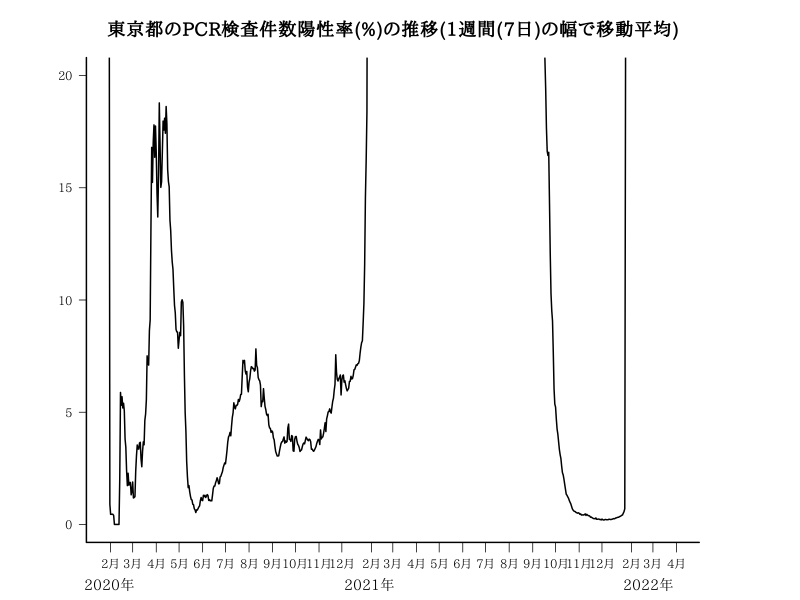 東京都のPCR検査件数陽性率(%)の推移(1週間(7日)の幅で移動平均)
20
15
10
5
0
2月 3月 4月 5月 6月 7月 8月 9月 10月 11月 12月 2月 3月 4月 5月 6月 7月 8月 9月 10月 11月 12月 2月 3月 4月
2020年 2021年 2022年